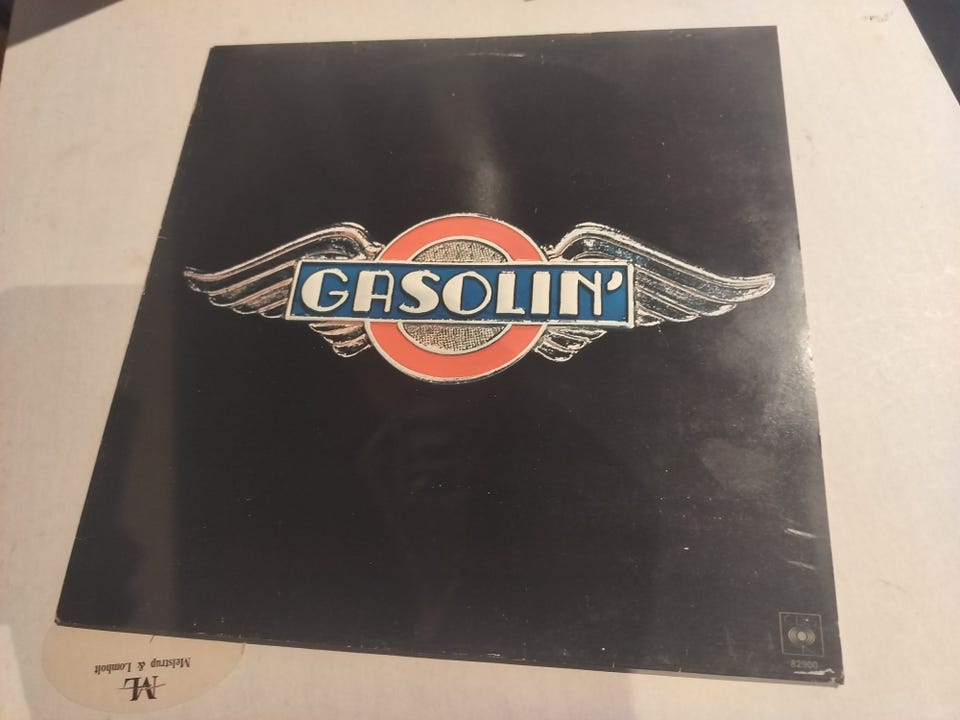 GASOLIN'
CBS
82900
Melstrup & Lomholt
ML